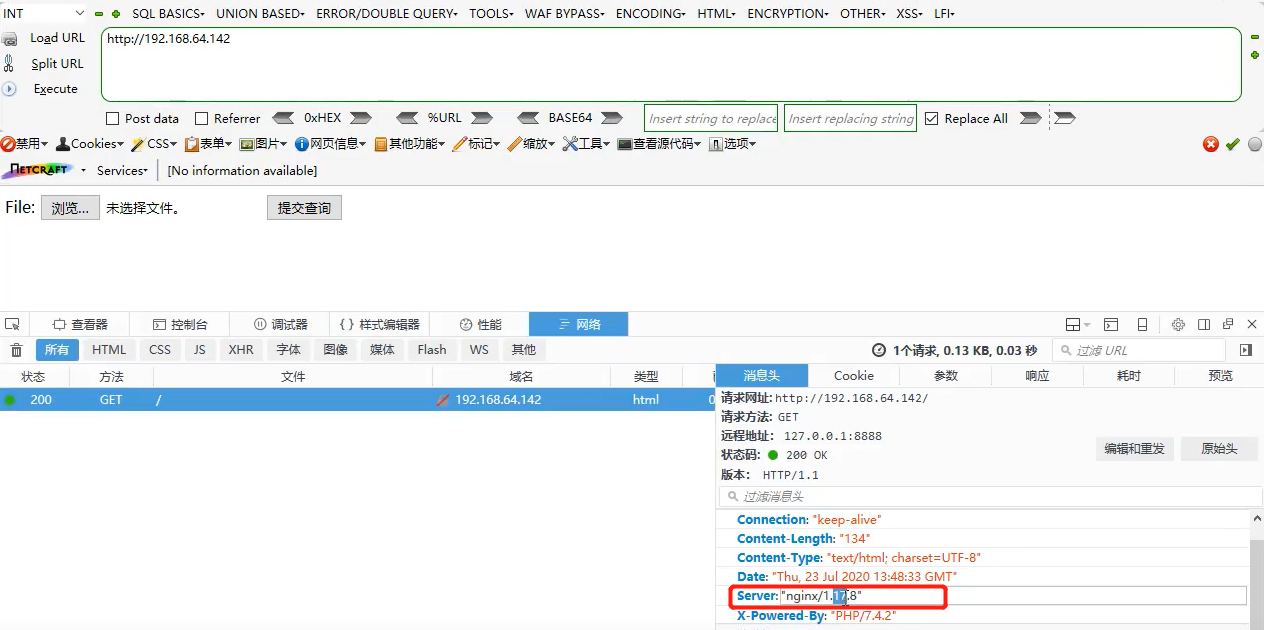 INT SQL BASICS UNION BASED ERROR/DOUBLE QUERY TOOLS WAF BYPASS ENCODING HTML ENCRYPTION OTHER XSS LFI
Load URL http://192.168.64.142
Split URL
Execute
Post data Referrer 0xHEX %URL BASE64 Insert string to replace Insert replacing string Replace All
禁用 Cookies CSS 表单 图片 网页信息 其他功能 标记 缩放 工具 查看源代码 选项
NETCRAFT Services [No information available]
File: 浏览... 未选择文件。 提交查询
查看器 控制台 调试器 { } 样式编辑器 性能 网络
所有 HTML CSS JS XHR 字体 图像 媒体 Flash WS 其他 1个请求, 0.13 KB, 0.03 秒 过滤 URL
状态 方法 文件 域名 类型 消息头 Cookie 参数 响应 耗时 预览
200 GET / 192.168.64.142 html 0
请求网址: http://192.168.64.142/
请求方法: GET
远程地址: 127.0.0.1:8888
状态码: 200 OK 编辑和重发 原始头
版本: HTTP/1.1
过滤消息头
Connection: "keep-alive"
Content-Length: "134"
Content-Type: "text/html; charset=UTF-8"
Date: "Thu, 23 Jul 2020 13:48:33 GMT"
Server: "nginx/1.17.8"
X-Powered-By: "PHP/7.4.2"